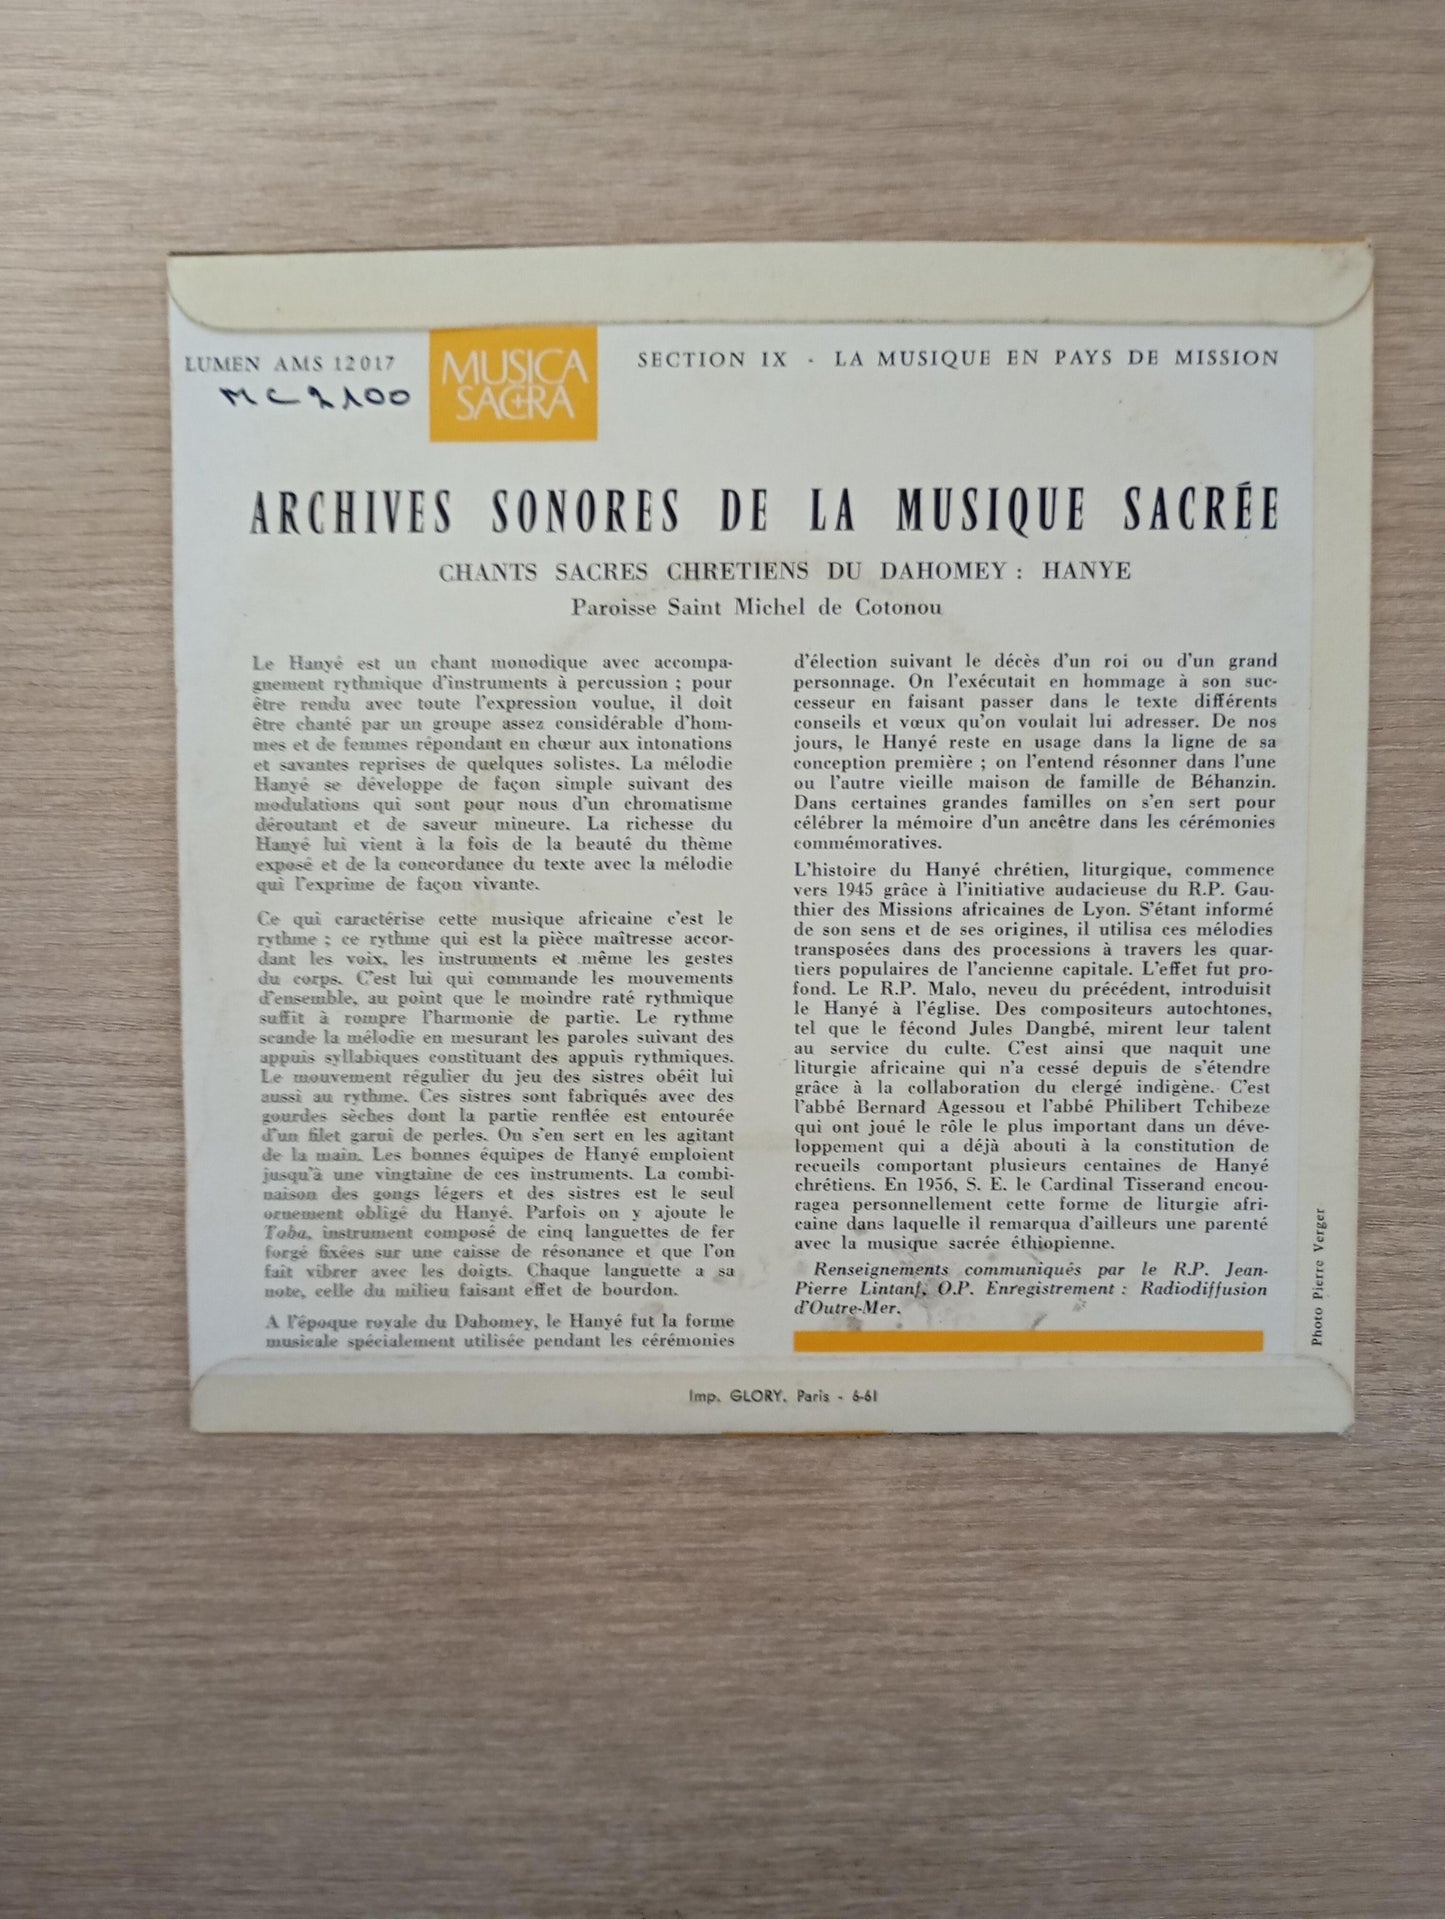 LUMEN AMS 12017
MC 2100
MUSICA
SACRA
SECTION IX - LA MUSIQUE EN PAYS DE MISSION
ARCHIVES SONORES DE LA MUSIQUE SACRÉE
CHANTS SACRES CHRETIENS DU DAHOMEY : HANYE
Paroisse Saint Michel de Cotonou
Le Hanyé est un chant monodique avec accompa-
gnement rythmique d'instruments à percussion ; pour
être rendu avec toute l'expression voulue, il doit
être chanté par un groupe assez considérable d'hom-
mes et de femmes répondant en chœur aux intonations
et savantes reprises de quelques solistes. La mélodie
Hanyé se développe de façon simple suivant des
modulations qui sont pour nous d'un chromatisme
déroutant et de saveur mineure. La richesse du
Hanyé lui vient à la fois de la beauté du thème
exposé et de la concordance du texte avec la mélodie
qui l'exprime de façon vivante.
Ce qui caractérise cette musique africaine c'est le
rythme ; ce rythme qui est la pièce maîtresse accor-
dant les voix, les instruments et même les gestes
du corps. C'est lui qui commande les mouvements
d'ensemble, au point que le moindre raté rythmique
suffit à rompre l'harmonie de partie. Le rythme
scande la mélodie en mesurant les paroles suivant des
appuis syllabiques constituant des appuis rythmiques.
Le mouvement régulier du jeu des sistres obéit lui
aussi au rythme. Ces sistres sont fabriqués avec des
gourdes sèches dont la partie renflée est entourée
d'un filet garni de perles. On s'en sert en les agitant
de la main. Les bonnes équipes de Hanyé emploient
jusqu'à une vingtaine de ces instruments. La combi-
naison des gongs légers et des sistres est le seul
ornement obligé du Hanyé. Parfois on y ajoute le
Toba, instrument composé de cinq languettes de fer
forgé fixées sur une caisse de résonance et que l'on
fait vibrer avec les doigts. Chaque languette a sa
note, celle du milieu faisant effet de bourdon.
A l'époque royale du Dahomey, le Hanyé fut la forme
musicale spécialement utilisée pendant les cérémonies
d'élection suivant le décès d'un roi ou d'un grand
personnage. On l'exécutait en hommage à son suc-
cesseur en faisant passer dans le texte différents
conseils et vœux qu'on voulait lui adresser. De nos
jours, le Hanyé reste en usage dans la ligne de sa
conception première ; on l'entend résonner dans l'une
ou l'autre vieille maison de famille de Béhanzin.
Dans certaines grandes familles on s'en sert pour
célébrer la mémoire d'un ancêtre dans les cérémonies
commémoratives.
L'histoire du Hanyé chrétien, liturgique, commence
vers 1945 grâce à l'initiative audacieuse du R.P. Gau-
thier des Missions africaines de Lyon. S'étant informé
de son sens et de ses origines, il utilisa ces mélodies
transposées dans des processions à travers les quar-
tiers populaires de l'ancienne capitale. L'effet fut pro-
fond. Le R.P. Malo, neveu du précédent, introduisit
le Hanyé à l'église. Des compositeurs autochtones,
tel que le fécond Jules Dangbé, mirent leur talent
au service du culte. C'est ainsi que naquit une
liturgie africaine qui n'a cessé depuis de s'étendre
grâce à la collaboration du clergé indigène. C'est
l'abbé Bernard Agessou et l'abbé Philibert Tchibeze
qui ont joué le rôle le plus important dans un déve-
loppement qui a déjà abouti à la constitution de
recueils comportant plusieurs centaines de Hanyé
chrétiens. En 1956, S. E. le Cardinal Tisserand encou-
ragea personnellement cette forme de liturgie afri-
caine dans laquelle il remarqua d'ailleurs une parenté
avec la musique sacrée éthiopienne.
Renseignements communiqués par le R.P. Jean-
Pierre Lintanf, O.P. Enregistrement : Radiodiffusion
d'Outre-Mer.
Photo Pierre Verger
Imp. GLORY, Paris - 6-61